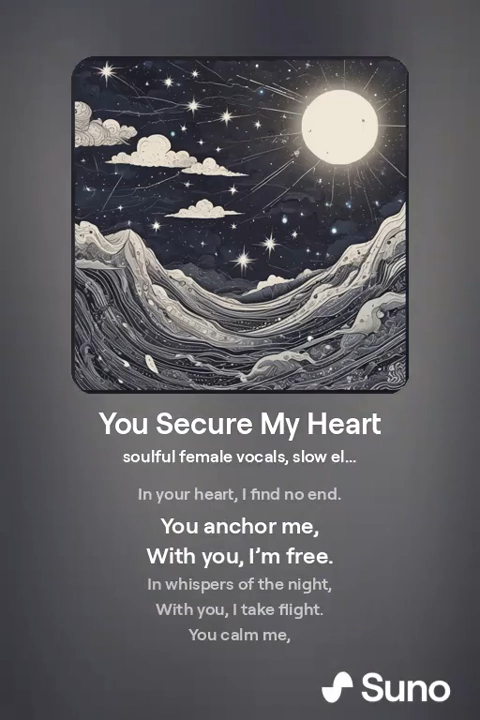 You Secure My Heart
soulful female vocals, slow el...
In your heart, I find no end.
You anchor me,
With you, I'm free.
In whispers of the night,
With you, I take flight.
You calm me,
Suno